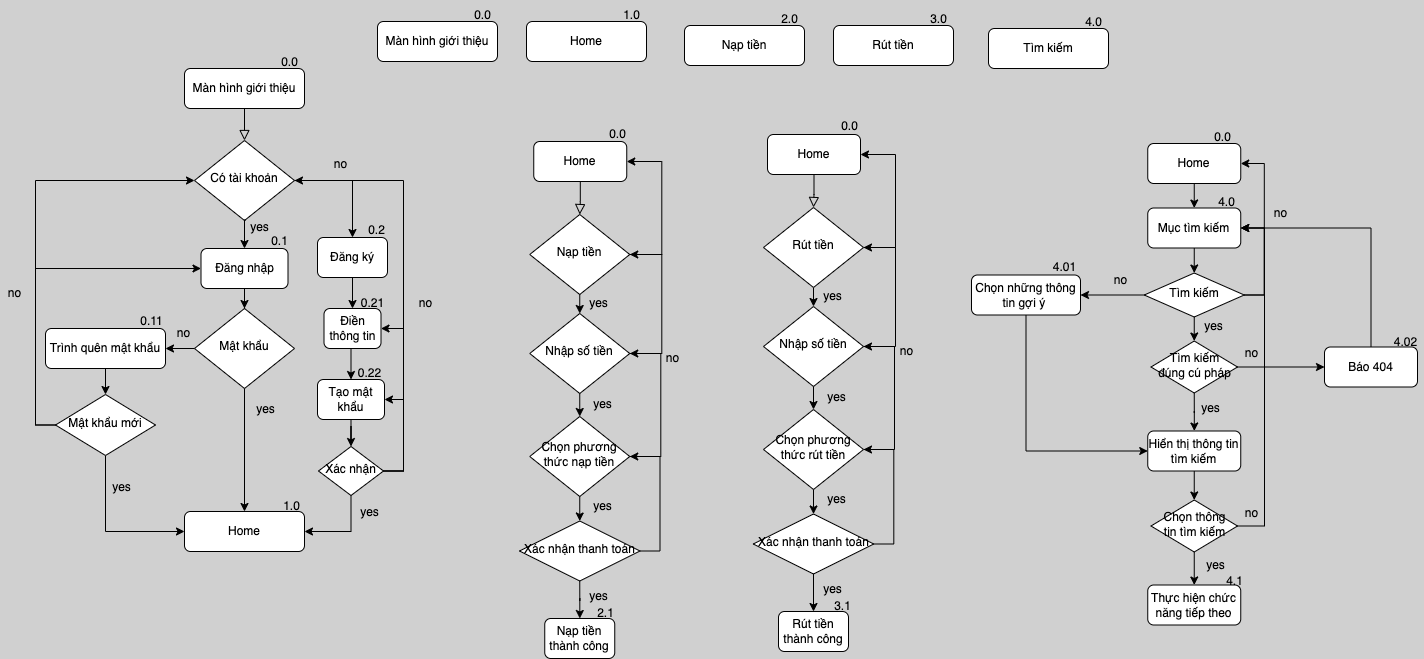 0.0
Màn hình giới thiệu
1.0
Home
2.0
Nạp tiền
3.0
Rút tiền
4.0
Tìm kiếm
0.0
Màn hình giới thiệu
Có tài khoản
no
yes
0.1
Đăng nhập
0.2
Đăng ký
no
no
0.21
Điền
thông tin
0.11
Trình quên mật khẩu
no
Mật khẩu
0.22
Tạo mật
khẩu
Mật khẩu mới
yes
Xác nhận
yes
yes
1.0
Home
0.0
Home
Nạp tiền
yes
Nhập số tiền
no
yes
Chọn phương
thức nạp tiền
yes
Xác nhận thanh toán
yes
2.1
Nạp tiền
thành công
0.0
Home
Rút tiền
yes
Nhập số tiền
no
yes
Chọn phương
thức rút tiền
yes
Xác nhận thanh toán
yes
3.1
Rút tiền
thành công
0.0
Home
4.0
Mục tìm kiếm
no
4.01
Chọn những thông
tin gợi ý
no
Tìm kiếm
yes
Tìm kiếm
đúng cú pháp
no
4.02
Báo 404
yes
Hiển thị thông tin
tìm kiếm
Chọn thông
tin tìm kiếm
no
yes
4.1
Thực hiện chức
năng tiếp theo